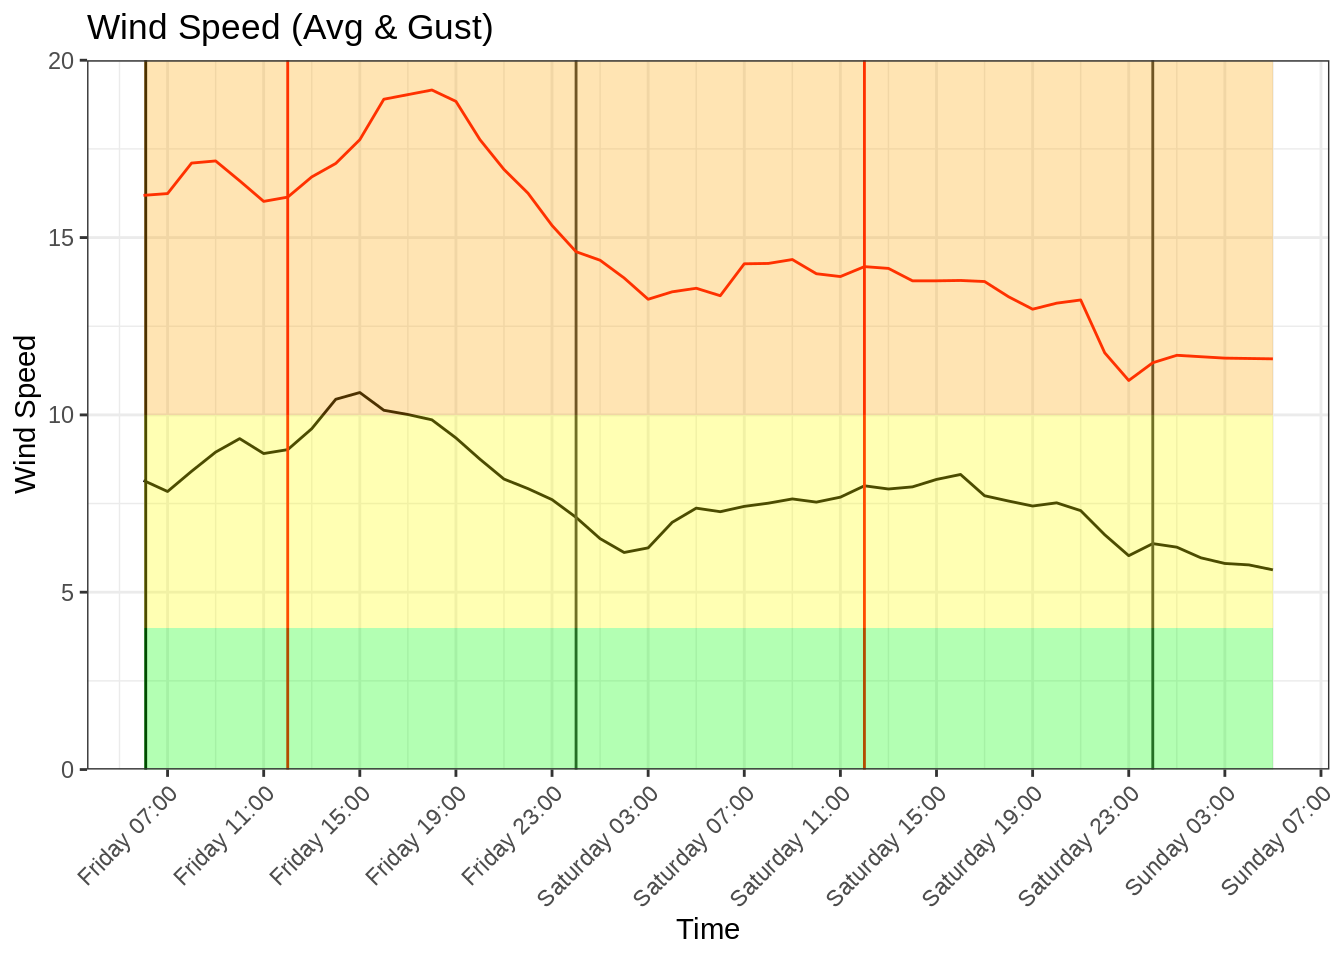 Wind Speed (Avg & Gust)
20
15
10
5
0
Wind Speed
Friday 07:00
Friday 11:00
Friday 15:00
Friday 19:00
Friday 23:00
Saturday 03:00
Saturday 07:00
Saturday 11:00
Saturday 15:00
Saturday 19:00
Saturday 23:00
Sunday 03:00
Sunday 07:00
Time